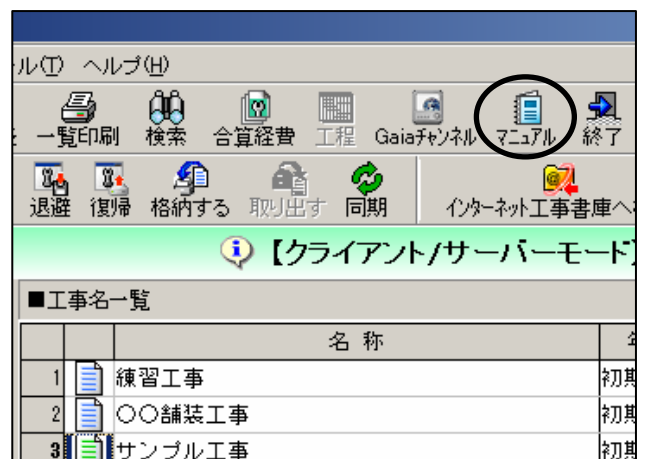 ル(T) ヘルプ(H)
一覧印刷 検索 合算経費 工程 Gaiaチャンネル マニュアル 終了
退避 復帰 格納する 取り出す 同期 インターネット工事書庫へ
【クライアント/サーバーモード】
■工事名一覧
名 称
1 練習工事 初期
2 〇〇舗装工事 初期
3 サンプル工事 初期